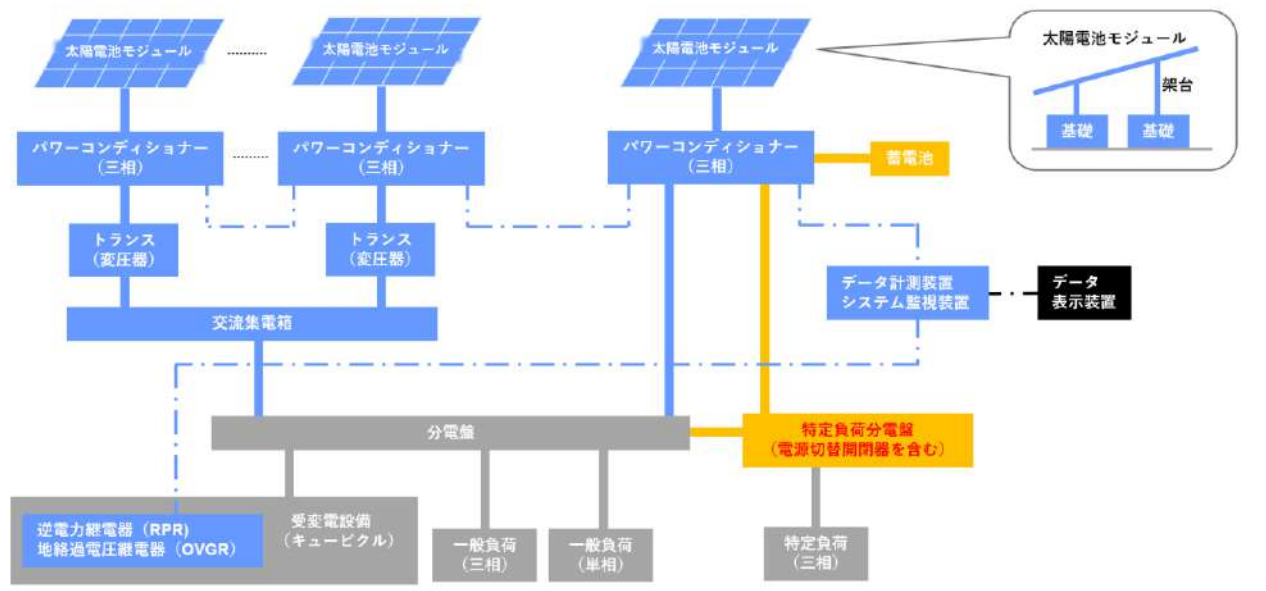 太陽電池モジュール
太陽電池モジュール
太陽電池モジュール
太陽電池モジュール
架台
基礎
基礎
パワーコンディショナー
(三相)
パワーコンディショナー
(三相)
パワーコンディショナー
(三相)
蓄電池
トランス
(変圧器)
トランス
(変圧器)
データ計測装置
システム監視装置
データ
表示装置
交流集電箱
分電盤
特定負荷分電盤
(電源切替開閉器を含む)
逆電力継電器（RPR)
地絡過電圧継電器（OVGR）
受変電設備
(キュービクル)
一般負荷
(三相)
一般負荷
(単相)
特定負荷
(三相)